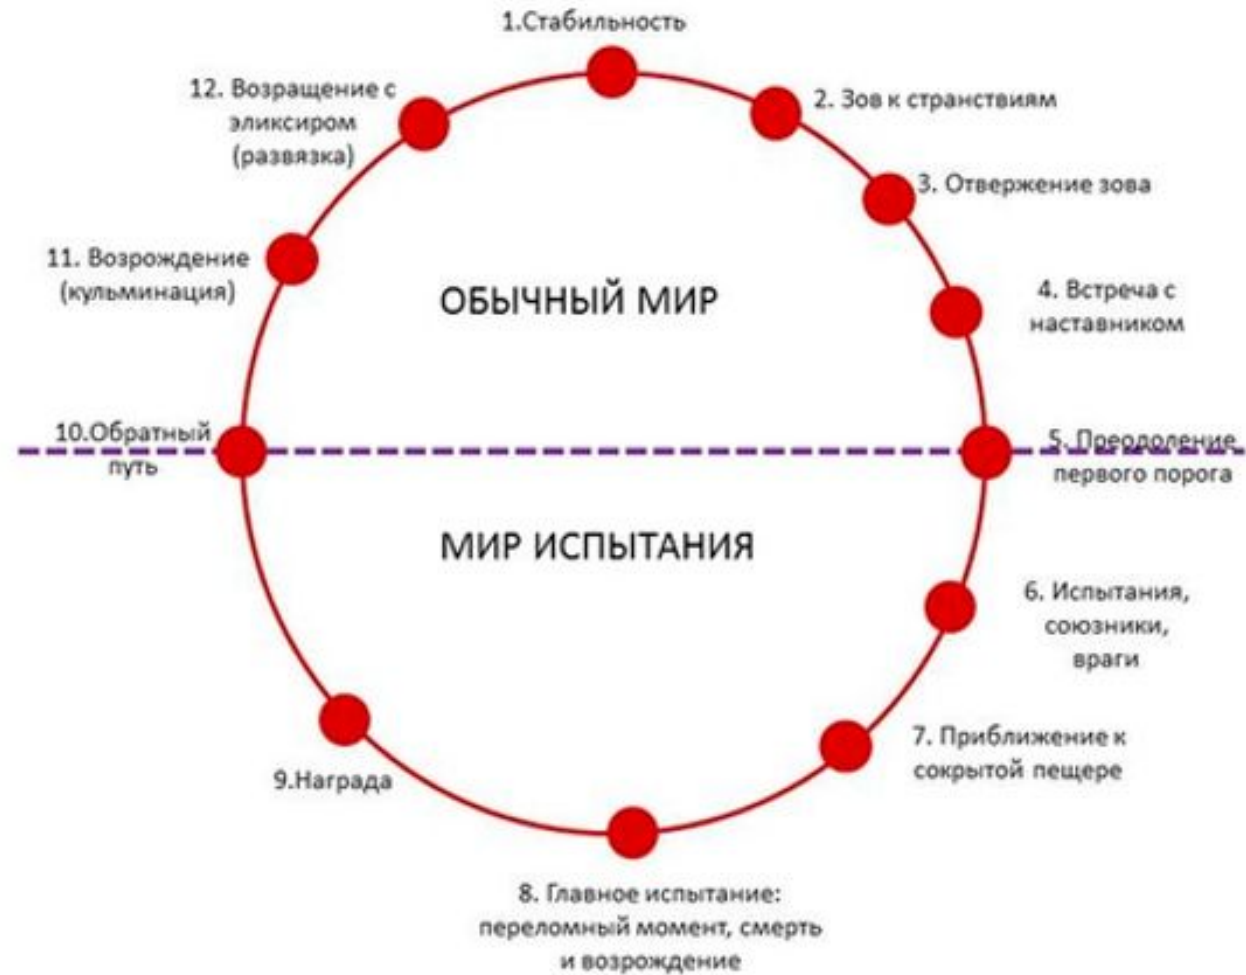 1.Стабильность
2. Зов к странствиям
3. Отвержение зова
4. Встреча с
наставником
5. Преодоление
первого порога
6. Испытания,
союзники,
враги
7. Приближение к
сокрытой пещере
8. Главное испытание:
переломный момент, смерть
и возрождение
9.Награда
10.Обратный
путь
11. Возрождение
(кульминация)
12. Возращение с
эликсиром
(развязка)
ОБЫЧНЫЙ МИР
МИР ИСПЫТАНИЯ